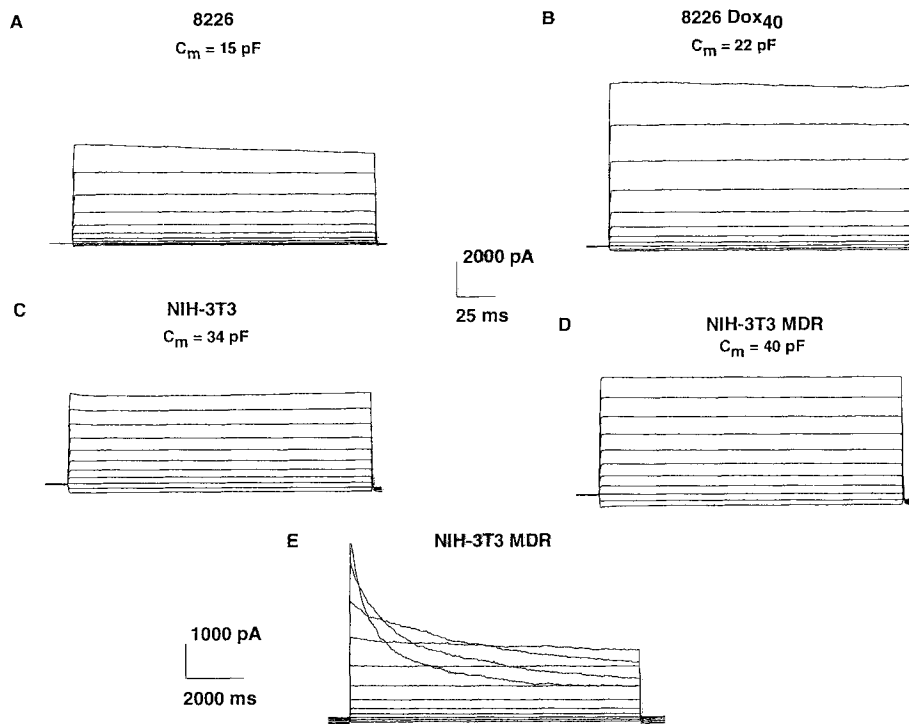 A
8226
Cm = 15 pF
B
8226 Dox40
Cm = 22 pF
2000 pA
25 ms
C
NIH-3T3
Cm = 34 pF
D
NIH-3T3 MDR
Cm = 40 pF
E
NIH-3T3 MDR
1000 pA
2000 ms